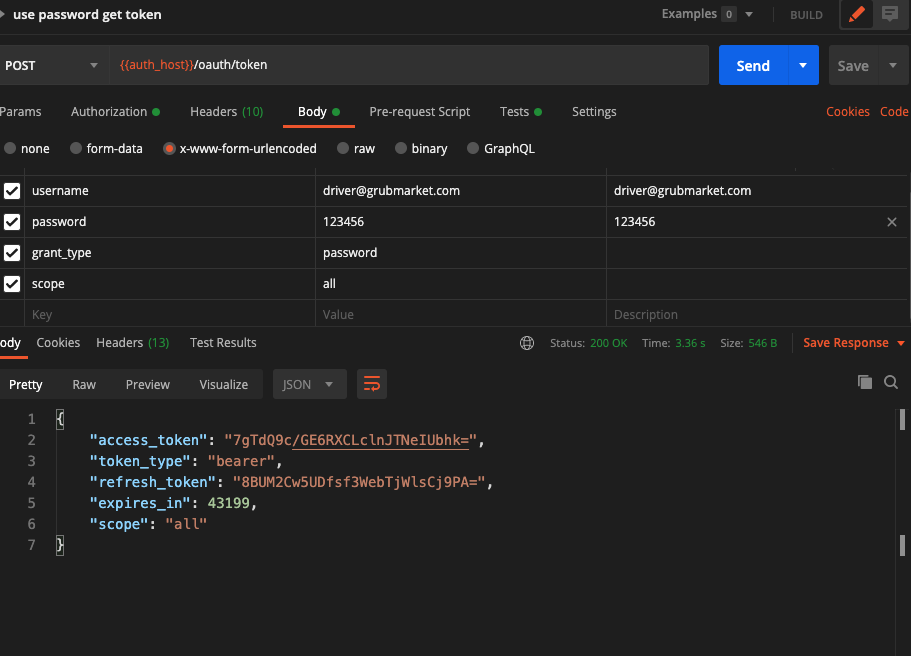 use password get token Examples 0 BUILD
POST {{auth_host}}/oauth/token Send Save
Params Authorization Headers (10) Body Pre-request Script Tests Settings Cookies Code
none form-data x-www-form-urlencoded raw binary GraphQL
username driver@grubmarket.com driver@grubmarket.com
password 123456 123456
grant_type password
scope all
Key Value Description
ody Cookies Headers (13) Test Results Status: 200 OK Time: 3.36 s Size: 546 B Save Response
Pretty Raw Preview Visualize JSON
1 {
2 "access_token": "7gTdQ9c/GE6RXCLclnJTNeIUbhk=",
3 "token_type": "bearer",
4 "refresh_token": "8BUM2Cw5UDfsf3WebTjWlsCj9PA=",
5 "expires_in": 43199,
6 "scope": "all"
7 }